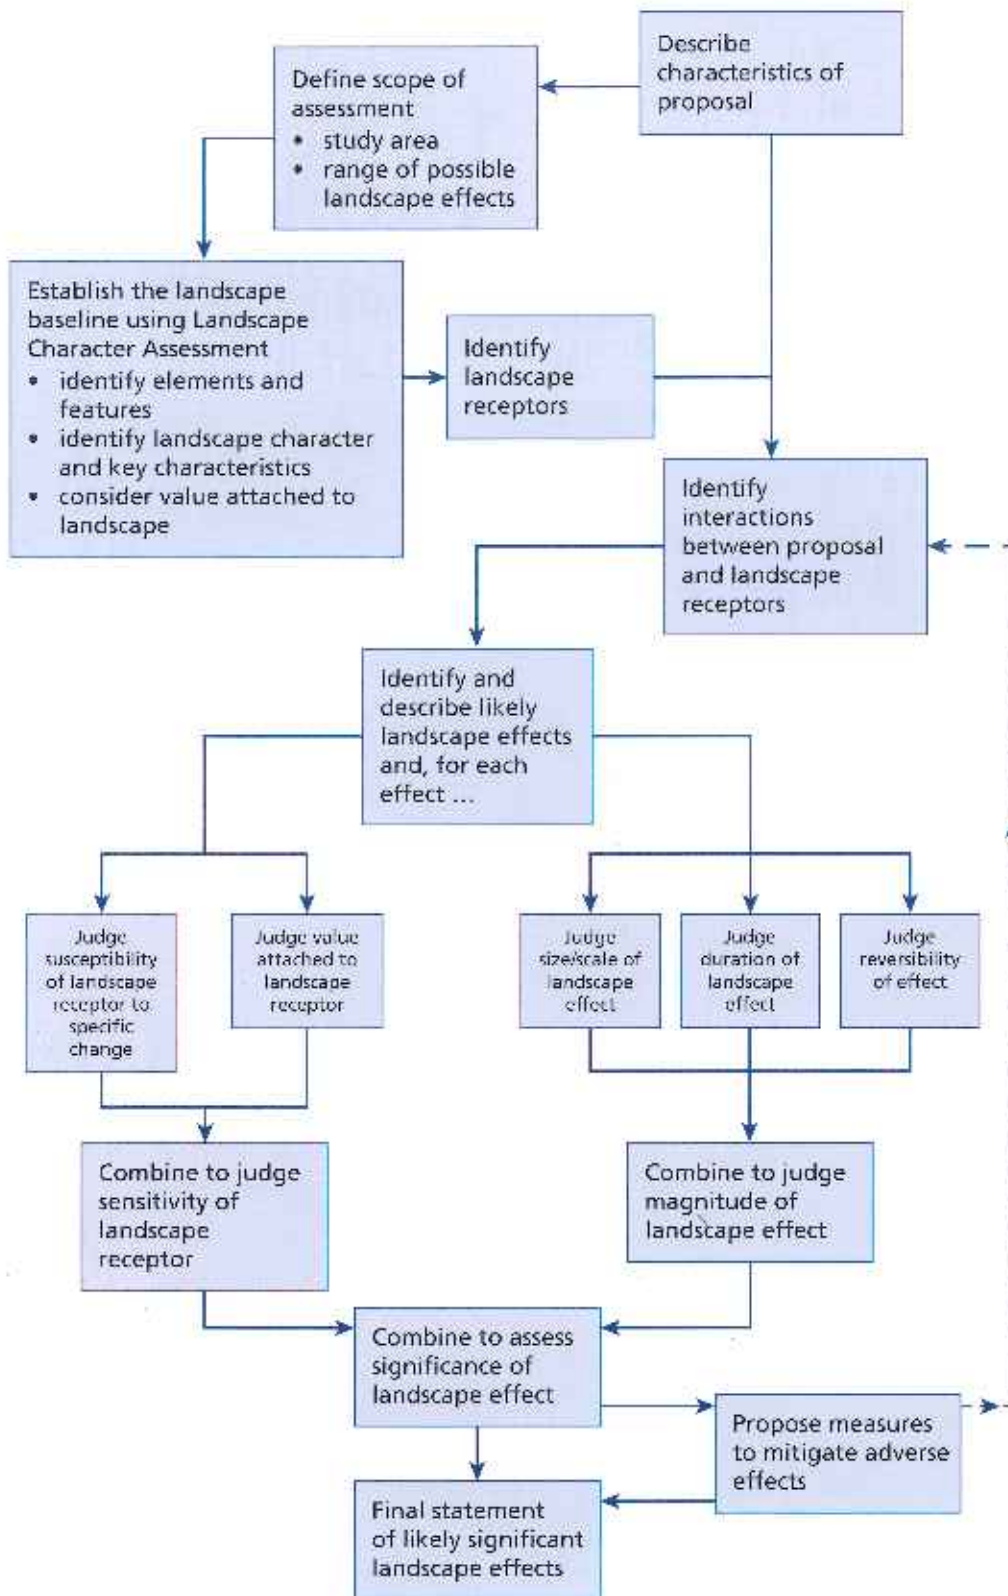 Describe
characteristics of
proposal
Define scope of
assessment
• study area
• range of possible
landscape effects
Establish the landscape
baseline using Landscape
Character Assessment
• identify elements and
features
• identify landscape character
and key characteristics
• consider value attached to
landscape
Identify
landscape
receptors
Identify
interactions
between proposal
and landscape
receptors
Identify and
describe likely
landscape effects
and, for each
effect ...
Judge
susceptibility
of landscape
receptor to
specific
change
Judge value
attached to
landscape
receptor
Judge
size/scale of
landscape
effect
Judge
duration of
landscape
effect
Judge
reversibility
of effect
Combine to judge
sensitivity of
landscape
receptor
Combine to judge
magnitude of
landscape effect
Combine to assess
significance of
landscape effect
Propose measures
to mitigate adverse
effects
Final statement
of likely significant
landscape effects